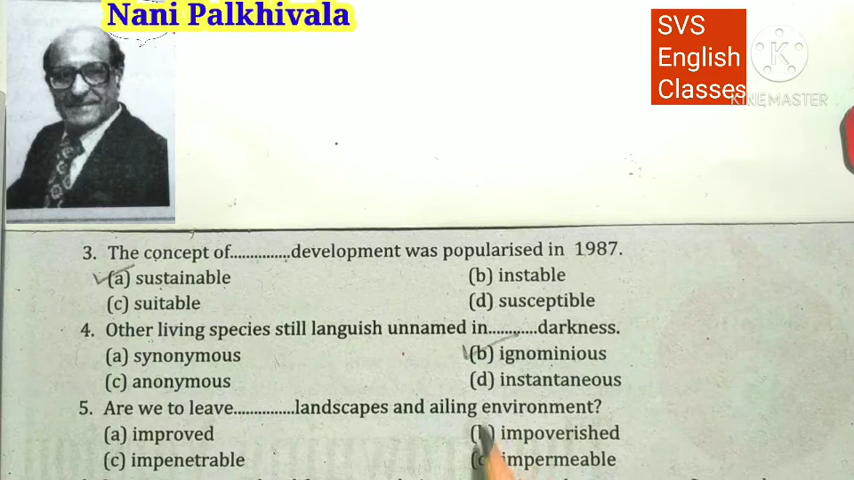 Nani Palkhivala
SVS
English
Classes
K
KINEMASTER
3. The concept of...............development was popularised in 1987.
(a) sustainable (b) instable
(c) suitable (d) susceptible
4. Other living species still languish unnamed in............darkness.
(a) synonymous (b) ignominious
(c) anonymous (d) instantaneous
5. Are we to leave...............landscapes and ailing environment?
(a) improved (b) impoverished
(c) impenetrable impermeable